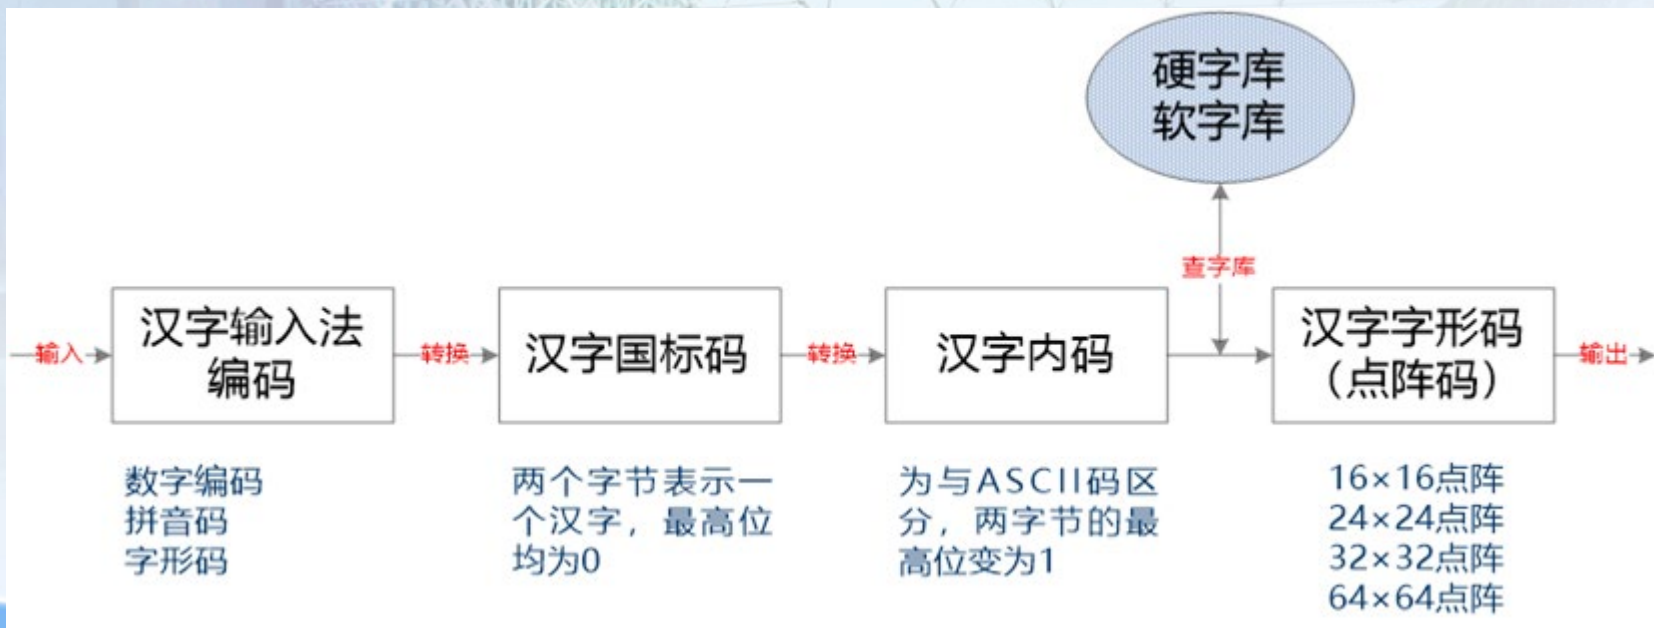 硬字库
软字库
查字库
输入
汉字输入法
编码
转换
汉字国标码
转换
汉字内码
汉字字形码
（点阵码）
输出
数字编码
拼音码
字形码
两个字节表示一
个汉字，最高位
均为0
为与ASCII码区
分，两字节的最
高位变为1
16×16点阵
24×24点阵
32×32点阵
64×64点阵